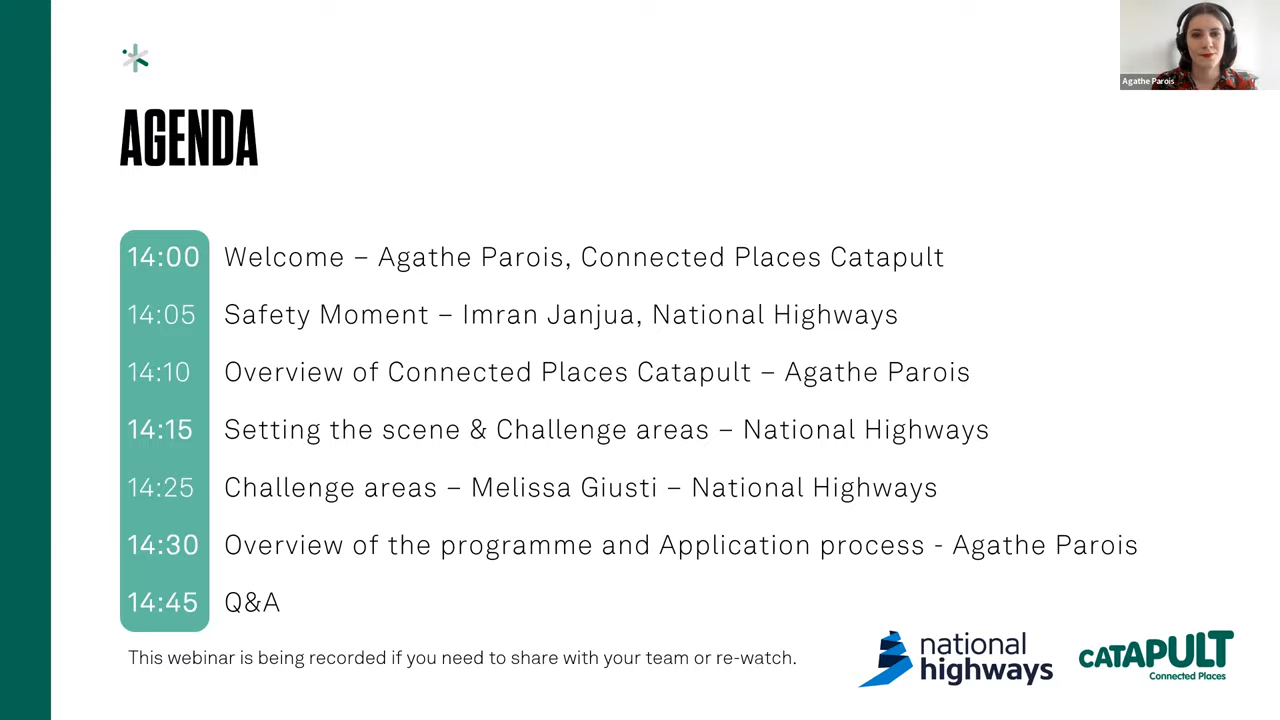 Agathe Parois
AGENDA
14:00 Welcome – Agathe Parois, Connected Places Catapult
14:05 Safety Moment – Imran Janjua, National Highways
14:10 Overview of Connected Places Catapult – Agathe Parois
14:15 Setting the scene & Challenge areas – National Highways
14:25 Challenge areas – Melissa Giusti – National Highways
14:30 Overview of the programme and Application process - Agathe Parois
14:45 Q&A
This webinar is being recorded if you need to share with your team or re-watch.
national
highways
CATAPULT
Connected Places